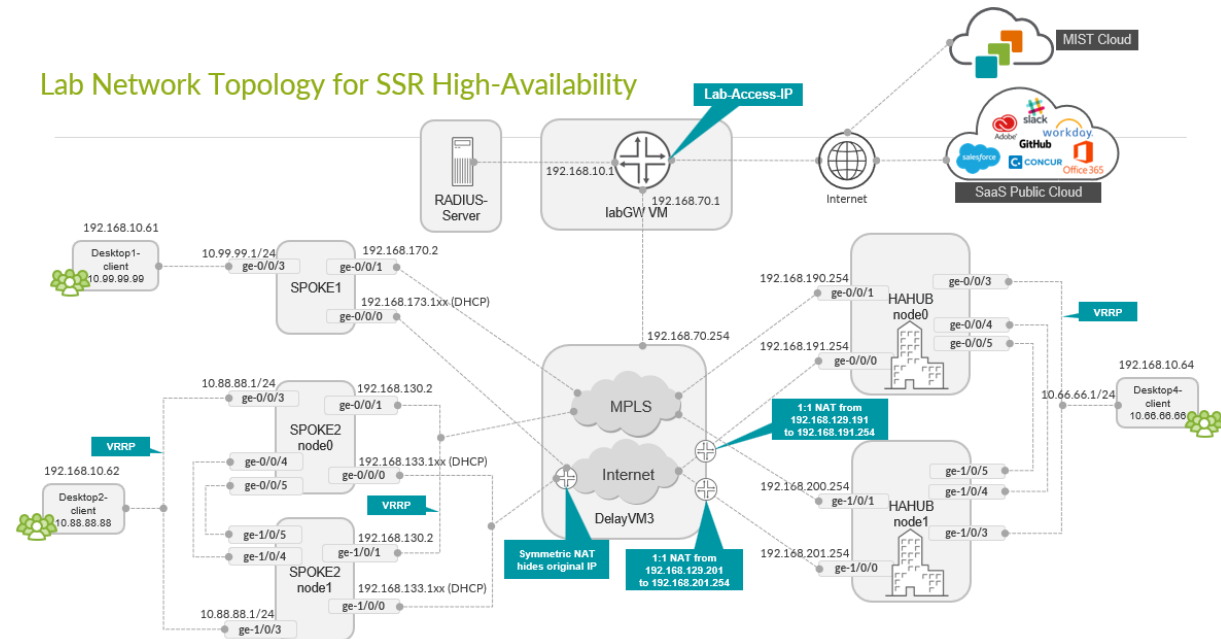 Lab Network Topology for SSR High-Availability
MIST Cloud
Lab-Access-IP
slack
Adobe
workday.
GitHub
salesforce
CONCUR
Office 365
SaaS Public Cloud
192.168.10.1
RADIUS-
Server
192.168.70.1
labGW VM
Internet
192.168.10.61
Desktop1-
client
10.99.99.99
10.99.99.1/24
ge-0/0/3
192.168.170.2
ge-0/0/1
SPOKE1
192.168.173.1xx (DHCP)
ge-0/0/0
192.168.70.254
192.168.190.254
ge-0/0/1
HAHUB
node0
ge-0/0/3
VRRP
ge-0/0/4
ge-0/0/5
192.168.191.254
ge-0/0/0
192.168.10.64
Desktop4-
client
10.66.66.66
10.66.66.1/24
10.88.88.1/24
ge-0/0/3
192.168.130.2
ge-0/0/1
SPOKE2
node0
VRRP
ge-0/0/4
ge-0/0/5
192.168.133.1xx (DHCP)
ge-0/0/0
192.168.10.62
Desktop2-
client
10.88.88.88
VRRP
ge-1/0/5
ge-1/0/4
192.168.130.2
ge-1/0/1
SPOKE2
node1
192.168.133.1xx (DHCP)
ge-1/0/0
10.88.88.1/24
ge-1/0/3
MPLS
Internet
DelayVM3
Symmetric NAT
hides original IP
1:1 NAT from
192.168.129.191
to 192.168.191.254
1:1 NAT from
192.168.129.201
to 192.168.201.254
192.168.200.254
ge-1/0/1
HAHUB
node1
ge-1/0/5
ge-1/0/4
ge-1/0/3
192.168.201.254
ge-1/0/0